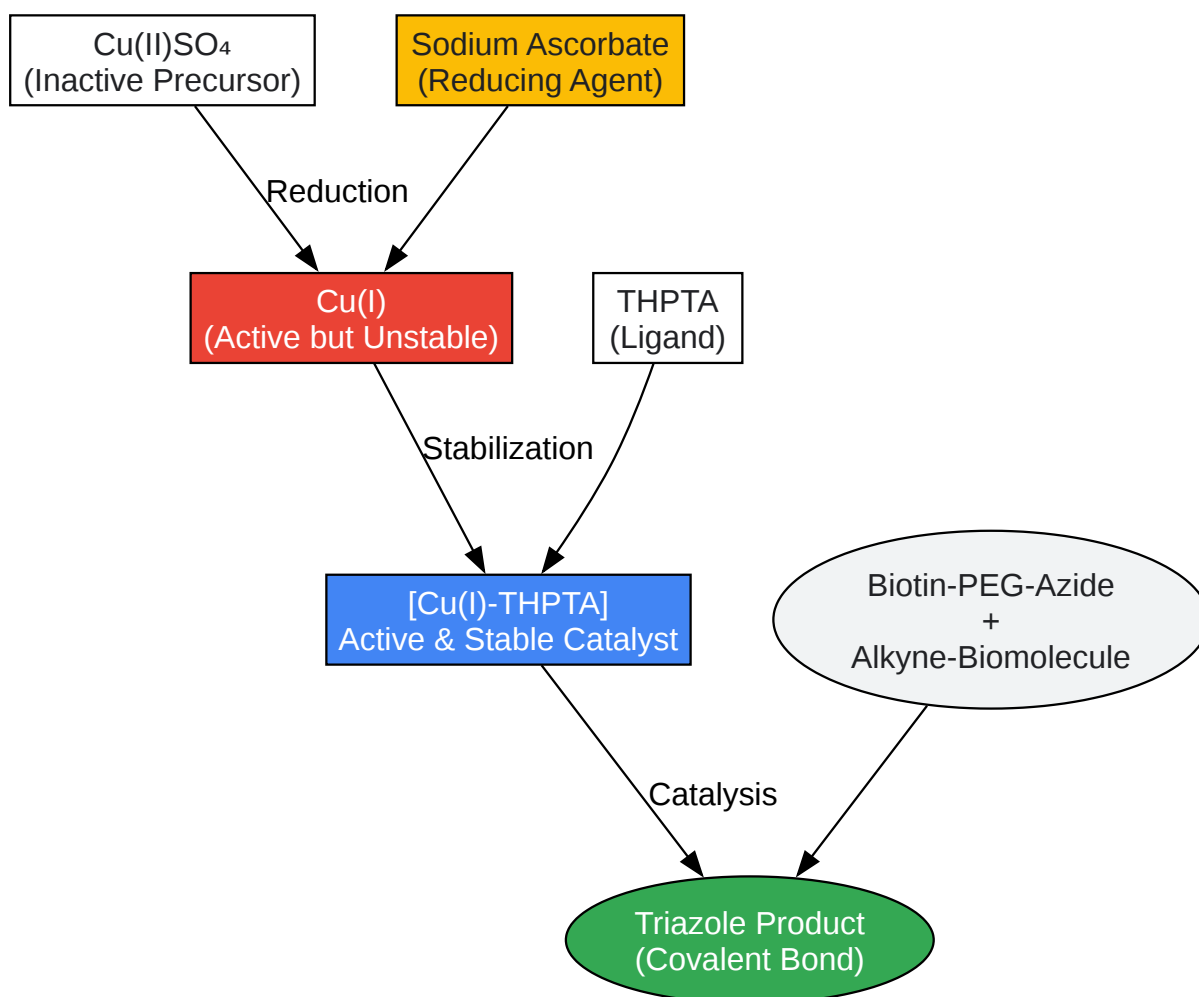 Cu(II)SO₄
(Inactive Precursor)
Sodium Ascorbate
(Reducing Agent)
Reduction
Cu(I)
(Active but Unstable)
THPTA
(Ligand)
Stabilization
[Cu(I)-THPTA]
Active & Stable Catalyst
Biotin-PEG-Azide
+
Alkyne-Biomolecule
Catalysis
Triazole Product
(Covalent Bond)